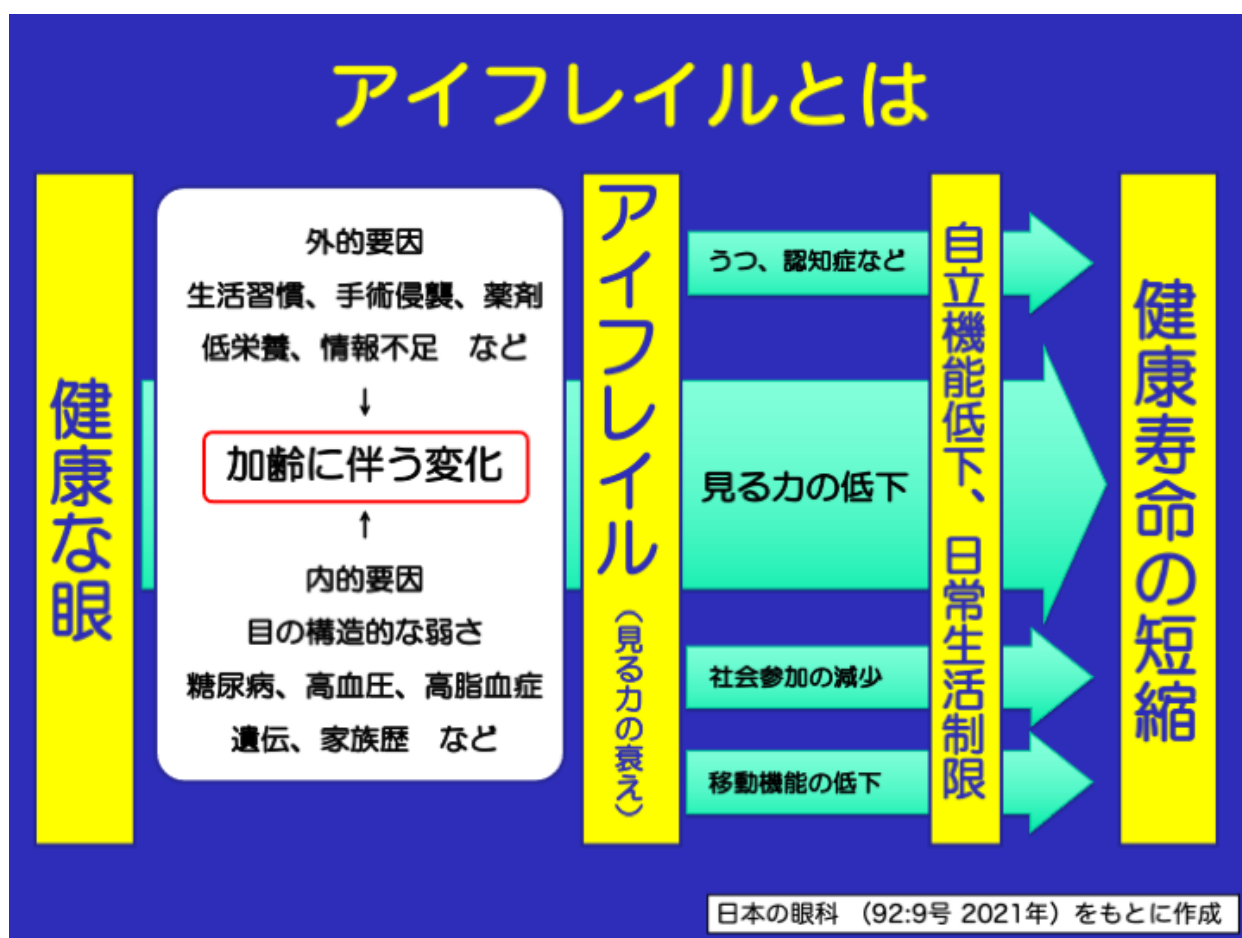 アイフレイルとは
健康な眼
外的要因
生活習慣、手術侵襲、薬剤
低栄養、情報不足　など
↓
加齢に伴う変化
↑
内的要因
目の構造的な弱さ
糖尿病、高血圧、高脂血症
遺伝、家族歴　など
アイフレイル（見る力の衰え）
うつ、認知症など
見る力の低下
社会参加の減少
移動機能の低下
自立機能低下、日常生活制限
健康寿命の短縮
日本の眼科　（92:9号 2021年）をもとに作成